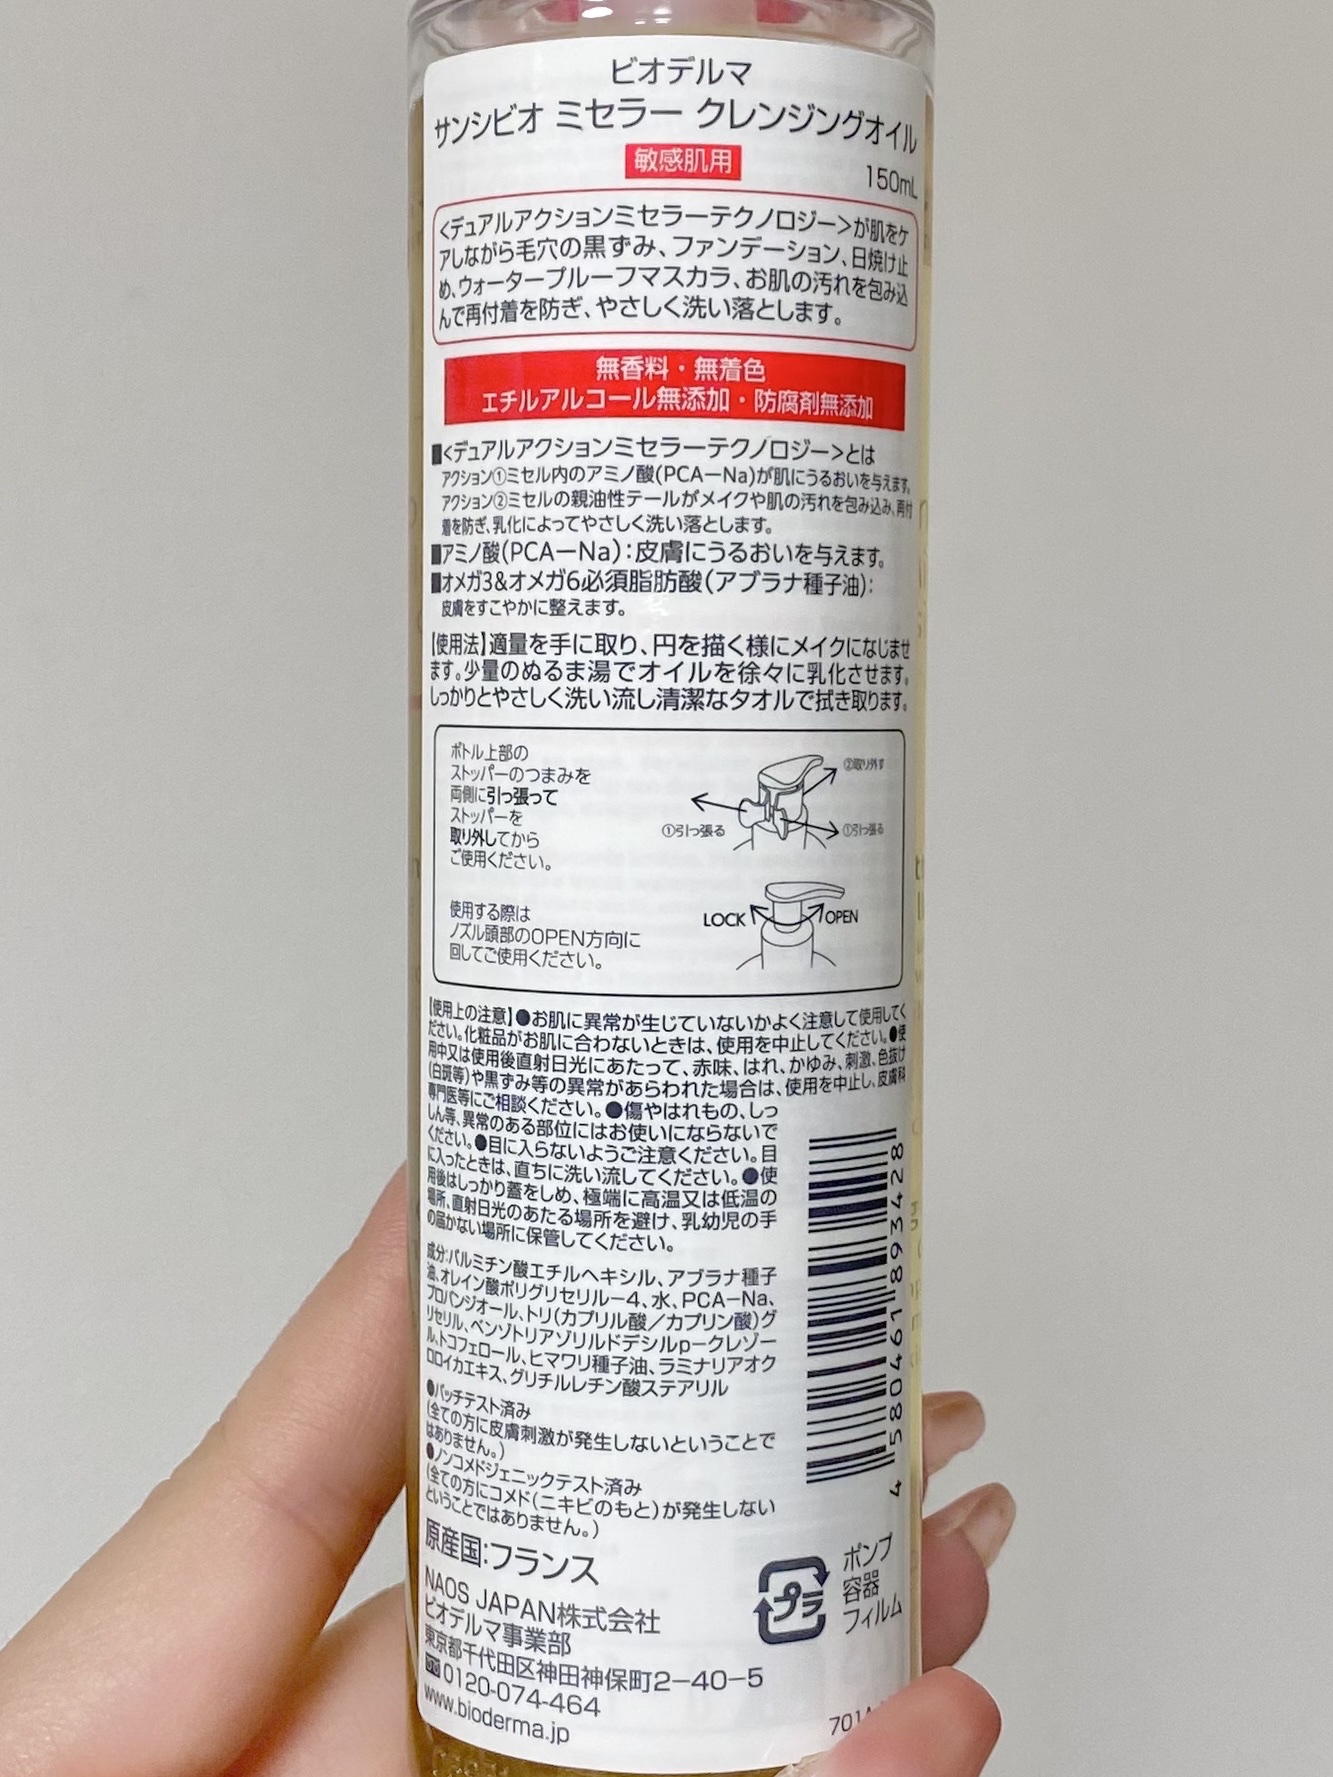 ビオデルマ
サンシビオ ミセラー クレンジングオイル
敏感肌用
150mL
<デュアルアクションミセラーテクノロジー>が肌をケ
アしながら毛穴の黒ずみ、ファンデーション、日焼け止
め、ウォータープルーフマスカラ、お肌の汚れを包み込
んで再付着を防ぎ、やさしく洗い落とします。
無香料・無着色
エチルアルコール無添加・防腐剤無添加
■<デュアルアクションミセラーテクノロジー>とは
アクション①ミセル内のアミノ酸(PCA−Na)が肌にうるおいを与えます。
アクション②ミセルの親油性テールがメイクや肌の汚れを包み込み、再付
着を防ぎ、乳化によってやさしく洗い落とします。
■アミノ酸(PCA−Na):皮膚にうるおいを与えます。
■オメガ3&オメガ6必須脂肪酸(アブラナ種子油):
皮膚をすこやかに整えます。
【使用法】適量を手に取り、円を描く様にメイクになじませ
ます。少量のぬるま湯でオイルを徐々に乳化させます。
しっかりとやさしく洗い流し清潔なタオルで拭き取ります。
ボトル上部の
ストッパーのつまみを
両側に引っ張って
ストッパーを
取り外してから
ご使用ください。
②取り外す
①引っ張る
①引っ張る
使用する際は
ノズル頭部のOPEN方向に
回してご使用ください。
LOCK
OPEN
【使用上の注意】●お肌に異常が生じていないかよく注意して使用してく
ださい。化粧品がお肌に合わないときは、使用を中止してください。●使
用中又は使用後直射日光にあたって、赤味、はれ、かゆみ、刺激、色抜け
(白斑等)や黒ずみ等の異常があらわれた場合は、使用を中止し、皮膚科
専門医等にご相談ください。●傷やはれもの、しっ
しん等、異常のある部位にはお使いにならないで
ください。●目に入らないようご注意ください。目
に入ったときは、直ちに洗い流してください。●使
用後はしっかり蓋をしめ、極端に高温又は低温の
場所、直射日光のあたる場所を避け、乳幼児の手
の届かない場所に保管してください。
成分:パルミチン酸エチルヘキシル、アブラナ種子
油、オレイン酸ポリグリセリル−4、水、PCA−Na、
プロパンジオール、トリ(カプリル酸/カプリン酸)グ
リセリル、ベンゾトリアゾリルドデシルp−クレゾー
ル、トコフェロール、ヒマワリ種子油、ラミナリアオク
ロロイカエキス、グリチルレチン酸ステアリル
●パッチテスト済み
(全ての方に皮膚刺激が発生しないということで
はありません。)
●ノンコメドジェニックテスト済み
(全ての方にコメド(ニキビのもと)が発生しない
ということではありません。)
4 580461 893428
原産国:フランス
NAOS JAPAN株式会社
ビオデルマ事業部
東京都千代田区神田神保町2−40−5
0120-074-464
www.bioderma.jp
プラ
ポンプ
容器
フィルム
701A